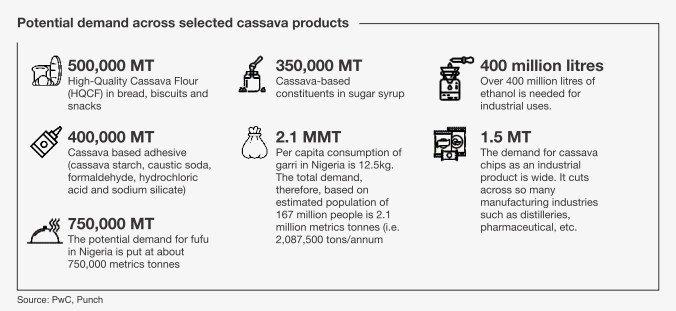 Potential demand across selected cassava products
500,000 MT
High-Quality Cassava Flour
(HQCF) in bread, biscuits and
snacks
400,000 MT
Cassava based adhesive
(cassava starch, caustic soda,
formaldehyde, hydrochloric
acid and sodium silicate)
750,000 MT
The potential demand for fufu
in Nigeria is put at about
750,000 metrics tonnes
350,000 MT
Cassava-based
constituents in sugar syrup
2.1 MMT
Per capita consumption of
garri in Nigeria is 12.5kg.
The total demand,
therefore, based on
estimated population of
167 million people is 2.1
million metrics tonnes (i.e.
2,087,500 tons/annum
400 million litres
Over 400 million litres of
ethanol is needed for
industrial uses.
1.5 MT
The demand for cassava
chips as an industrial
product is wide. It cuts
across so many
manufacturing industries
such as distilleries,
pharmaceutical, etc.
Source: PwC, Punch